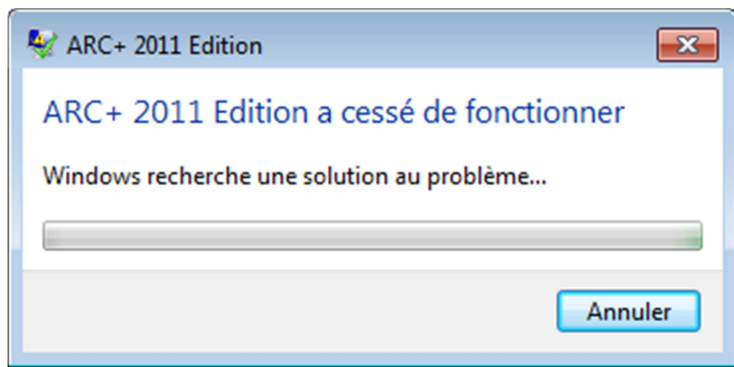 ARC+ 2011 Edition
ARC+ 2011 Edition a cessé de fonctionner
Windows recherche une solution au problème...
Annuler